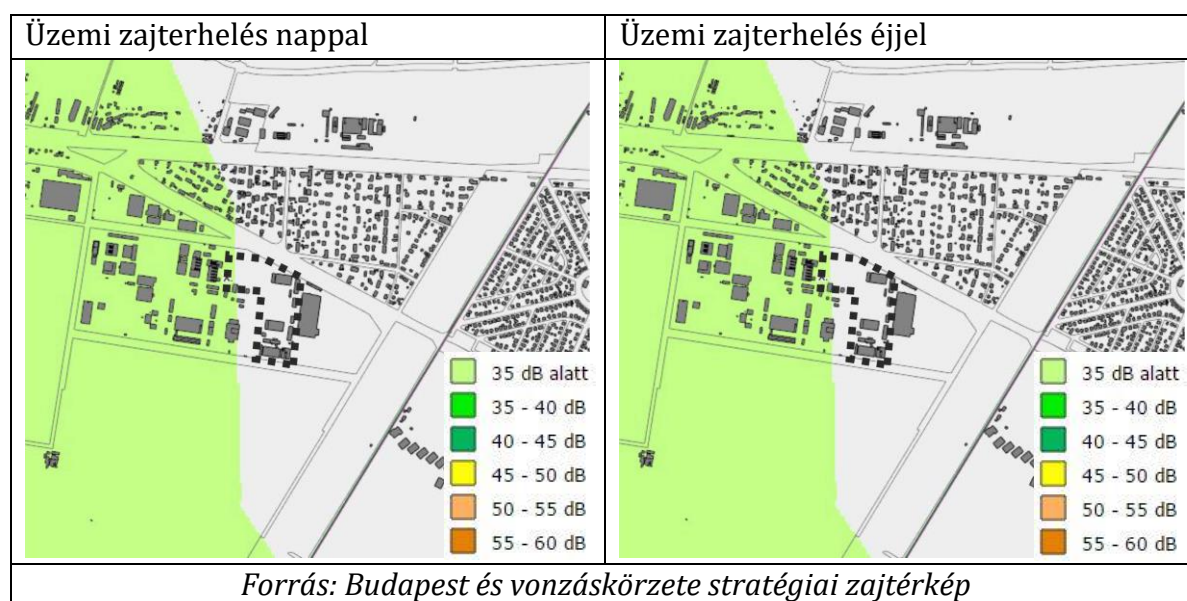 Üzemi zajterhelés nappal
Üzemi zajterhelés éjjel
35 dB alatt
35 - 40 dB
40 - 45 dB
45 - 50 dB
50 - 55 dB
55 - 60 dB
35 dB alatt
35 - 40 dB
40 - 45 dB
45 - 50 dB
50 - 55 dB
55 - 60 dB
Forrás: Budapest és vonzáskörzete stratégiai zajtérkép